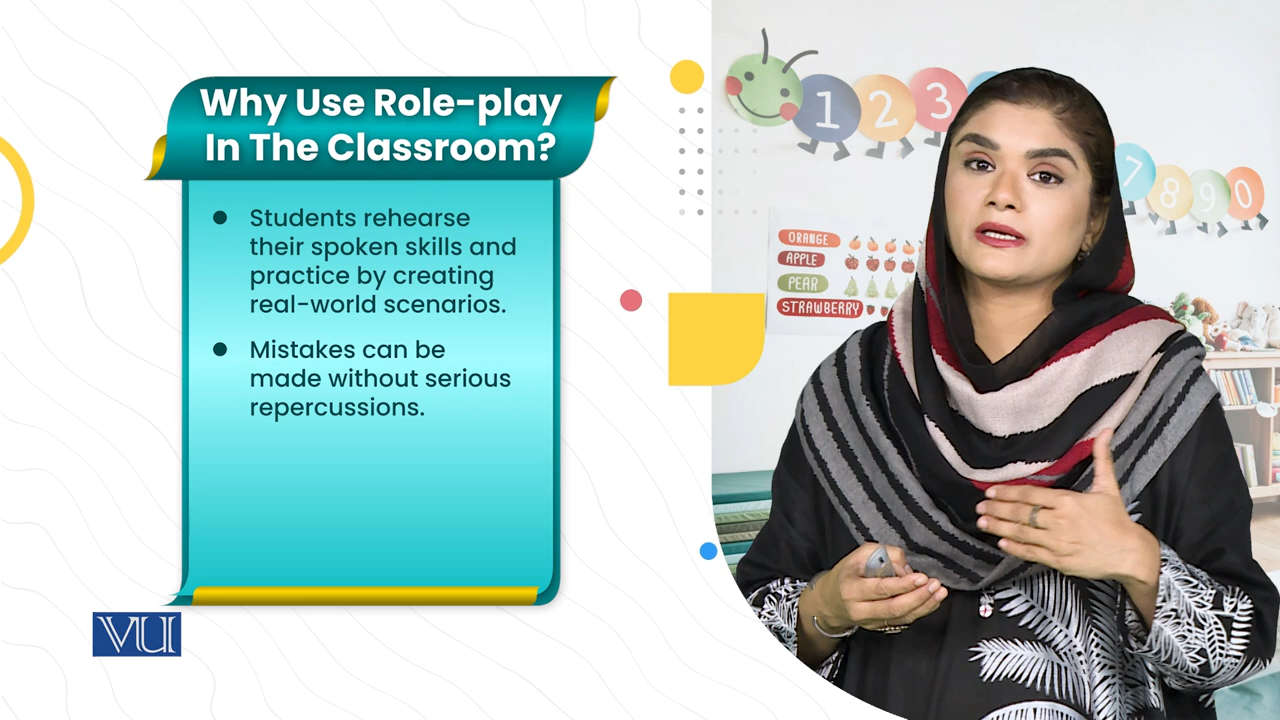 Why Use Role-play
In The Classroom?
Students rehearse
their spoken skills and
practice by creating
real-world scenarios.
Mistakes can be
made without serious
repercussions.
VU
1 2 3
7 8 9 0
ORANGE
APPLE
PEAR
STRAWBERRY